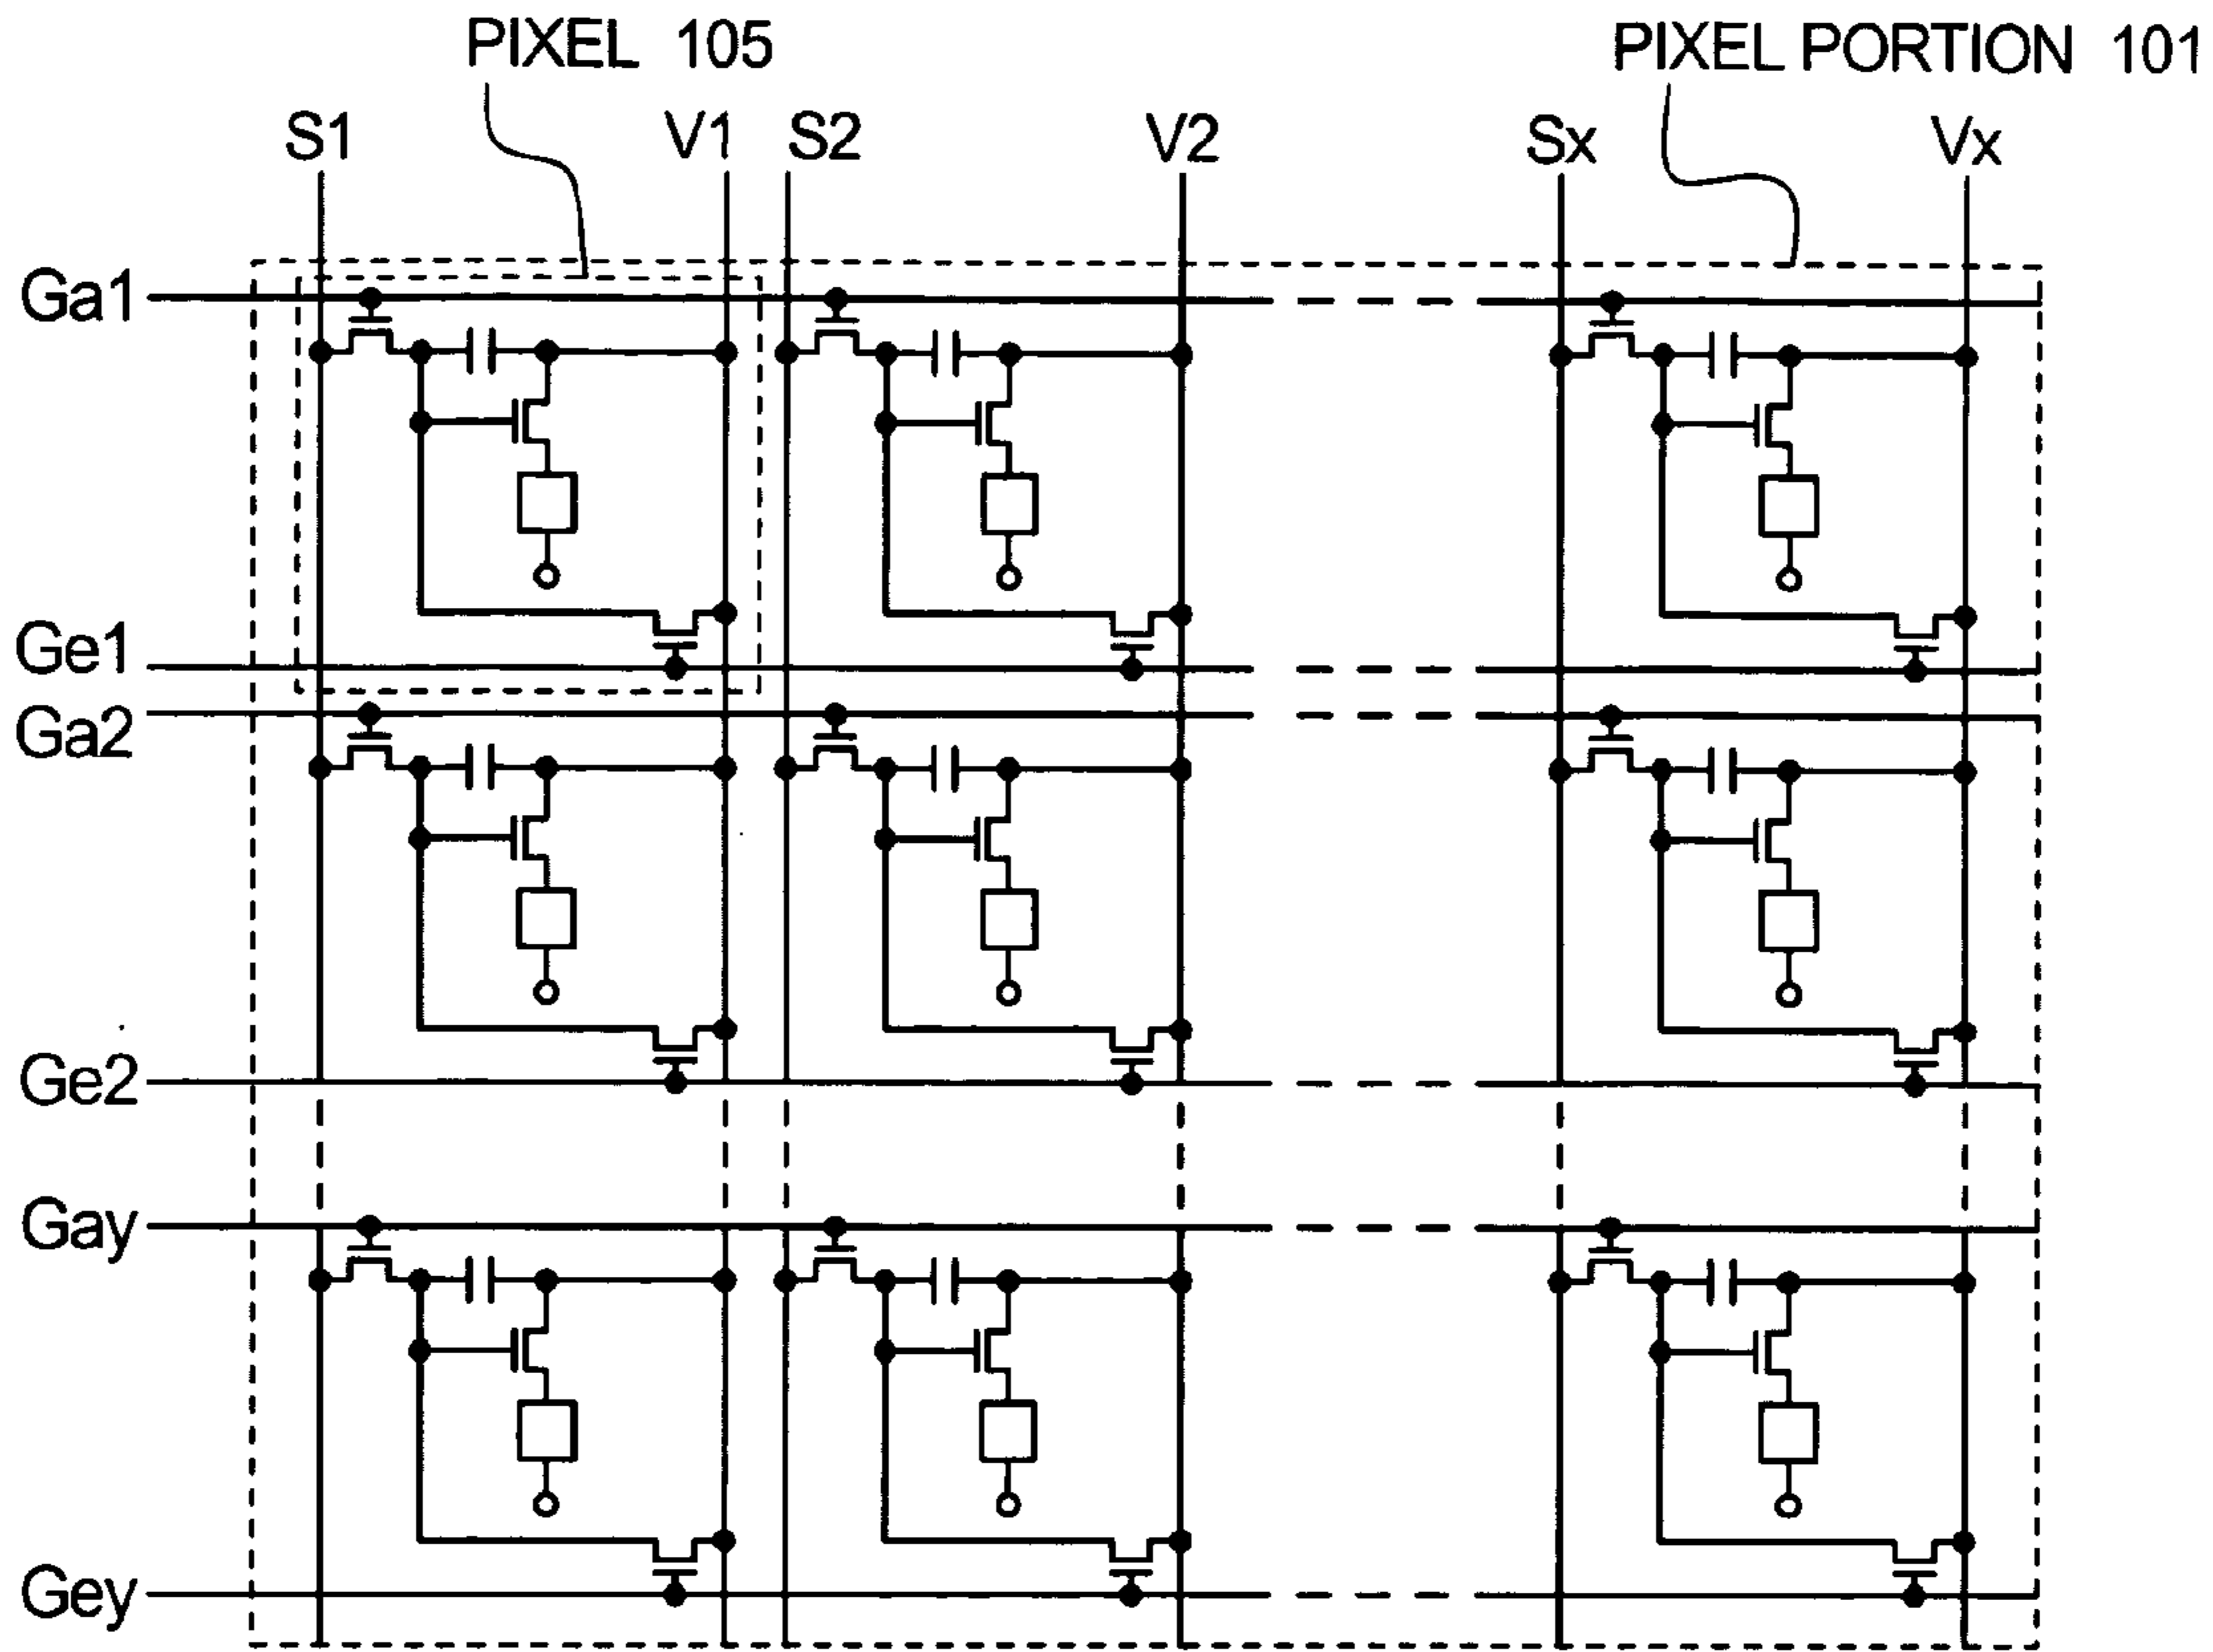 PIXEL 105
PIXEL PORTION 101
S1
V1
S2
V2
Sx
Vx
Ga1
Ge1
Ga2
Ge2
Gay
Gey